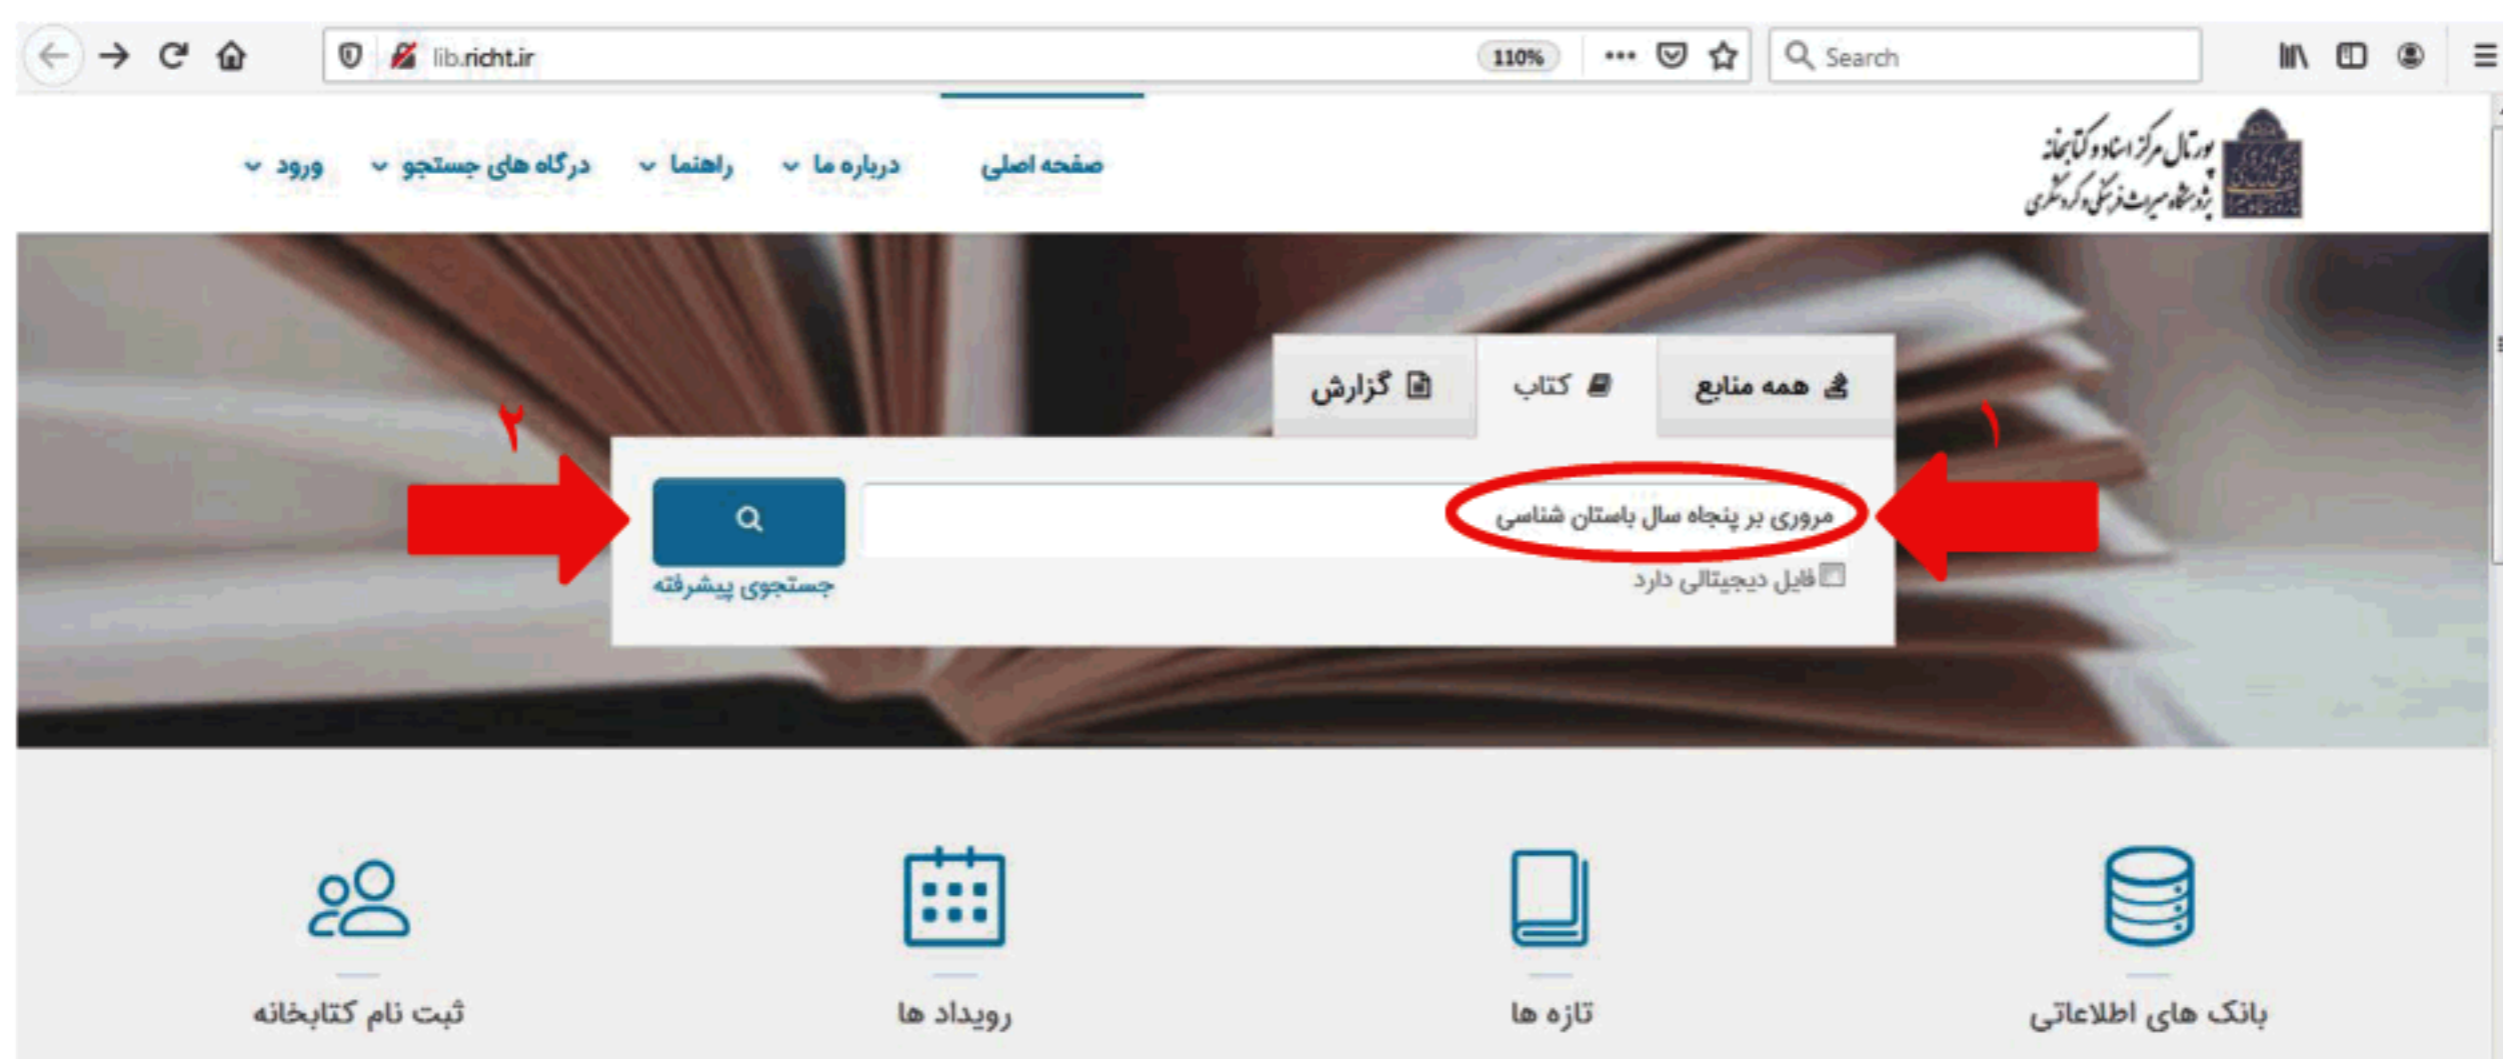 lib.richt.ir
110%
Search
پورتال مرکز اسناد و کتابخانه
پژوهشگاه میراث فرهنگی و گردشگری
صفحه اصلی
درباره ما
راهنما
درگاه های جستجو
ورود
همه منابع
کتاب
گزارش
۱
۲
مروری بر پنجاه سال باستان شناسی
فایل دیجیتالی دارد
جستجوی پیشرفته
بانک های اطلاعاتی
تازه ها
رویداد ها
ثبت نام کتابخانه